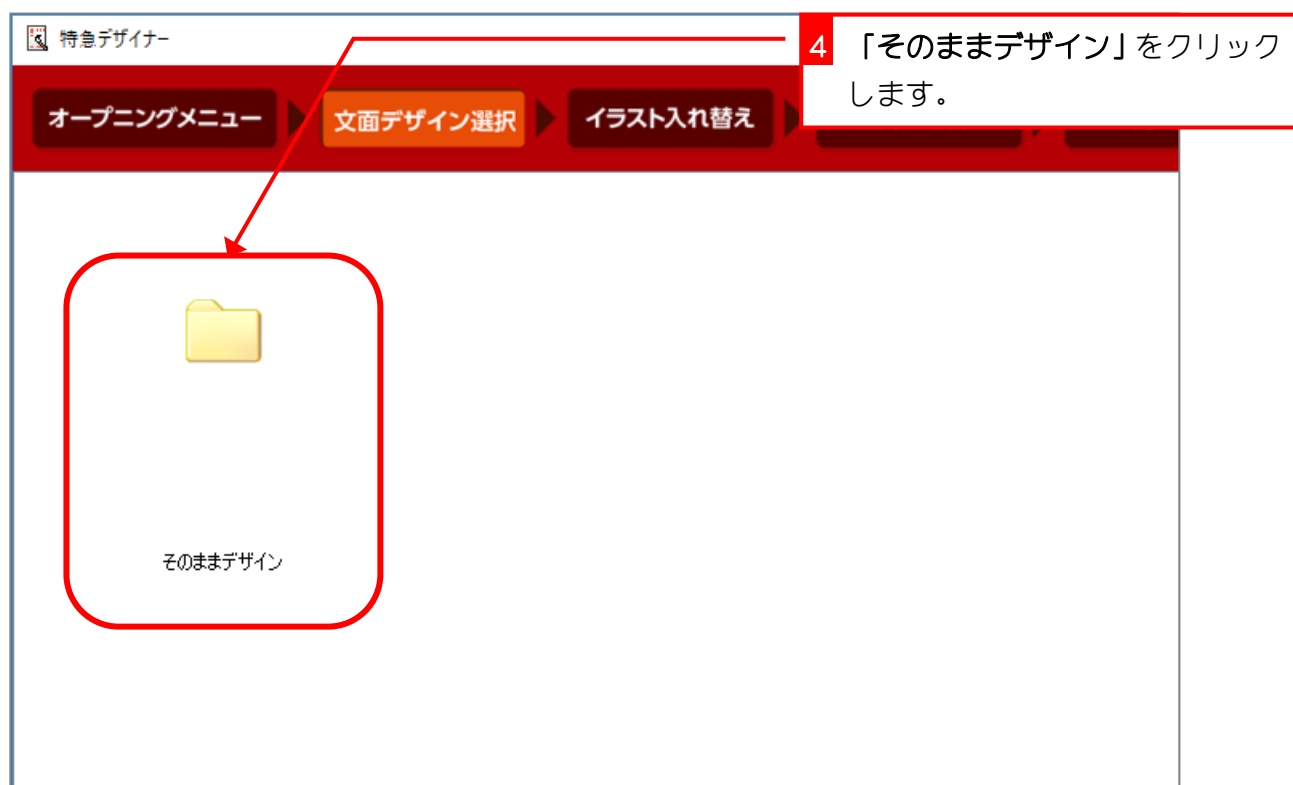 特急デザイナー
4 「そのままデザイン」をクリック
します。
オープニングメニュー 文面デザイン選択 イラスト入れ替え
そのままデザイン